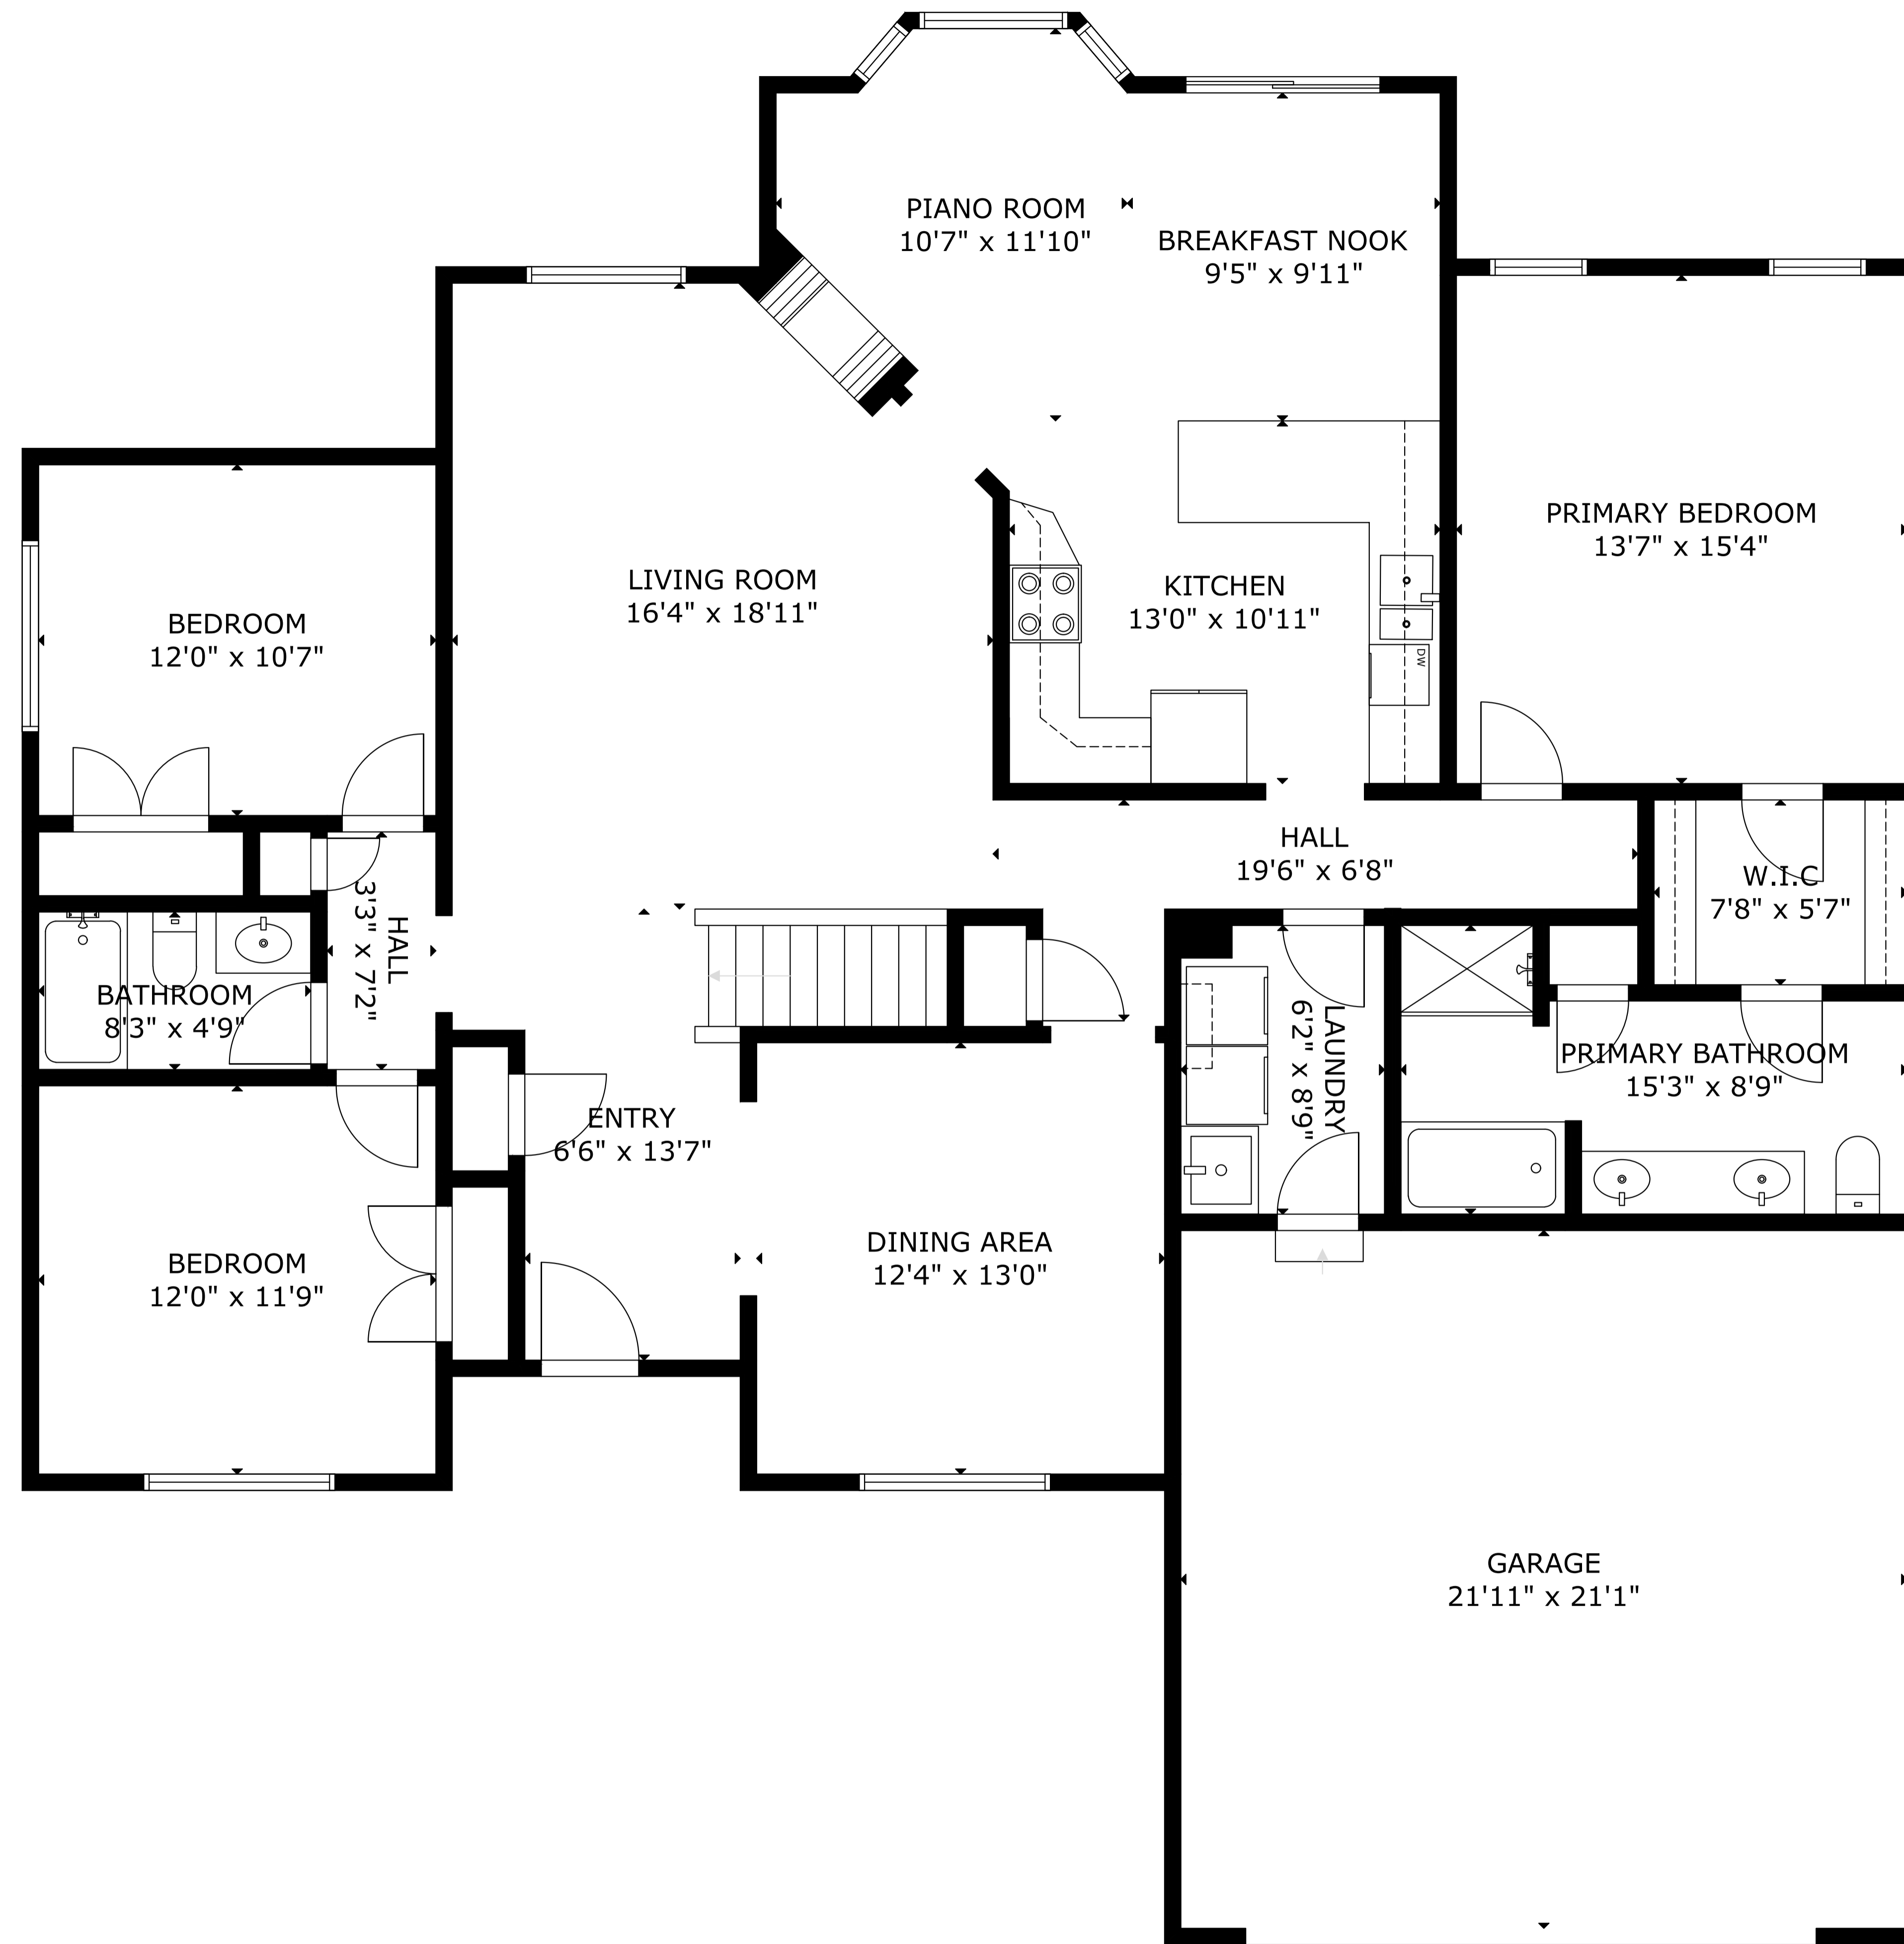 PIANO ROOM
10'7" x 11'10"
BREAKFAST NOOK
9'5" x 9'11"
PRIMARY BEDROOM
13'7" x 15'4"
LIVING ROOM
16'4" x 18'11"
KITCHEN
13'0" x 10'11"
DW
BEDROOM
12'0" x 10'7"
HALL
19'6" x 6'8"
W.I.C
7'8" x 5'7"
HALL
3'3" x 7'2"
BATHROOM
8'3" x 4'9"
LAUNDRY
6'2" x 8'9"
PRIMARY BATHROOM
15'3" x 8'9"
ENTRY
6'6" x 13'7"
DINING AREA
12'4" x 13'0"
BEDROOM
12'0" x 11'9"
GARAGE
21'11" x 21'1"